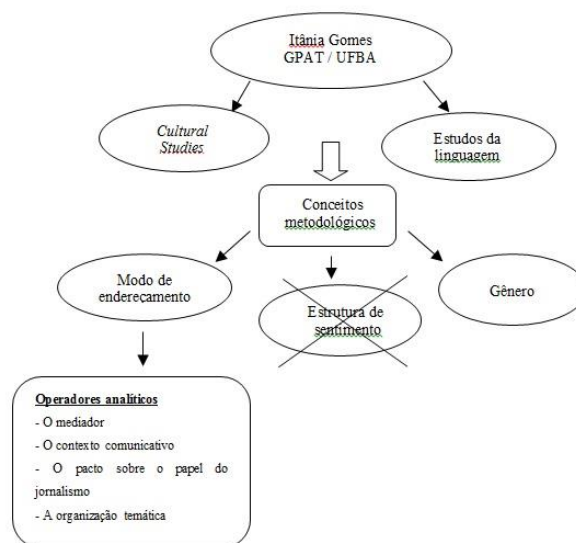 Itânia Gomes
GPAT / UFBA
Cultural
Studies
Estudos da
linguagem
Conceitos
metodológicos
Modo de
endereçamento
Estrutura de
sentimento
Gênero
Operadores analíticos
- O mediador
- O contexto comunicativo
- O pacto sobre o papel do
jornalismo
- A organização temática